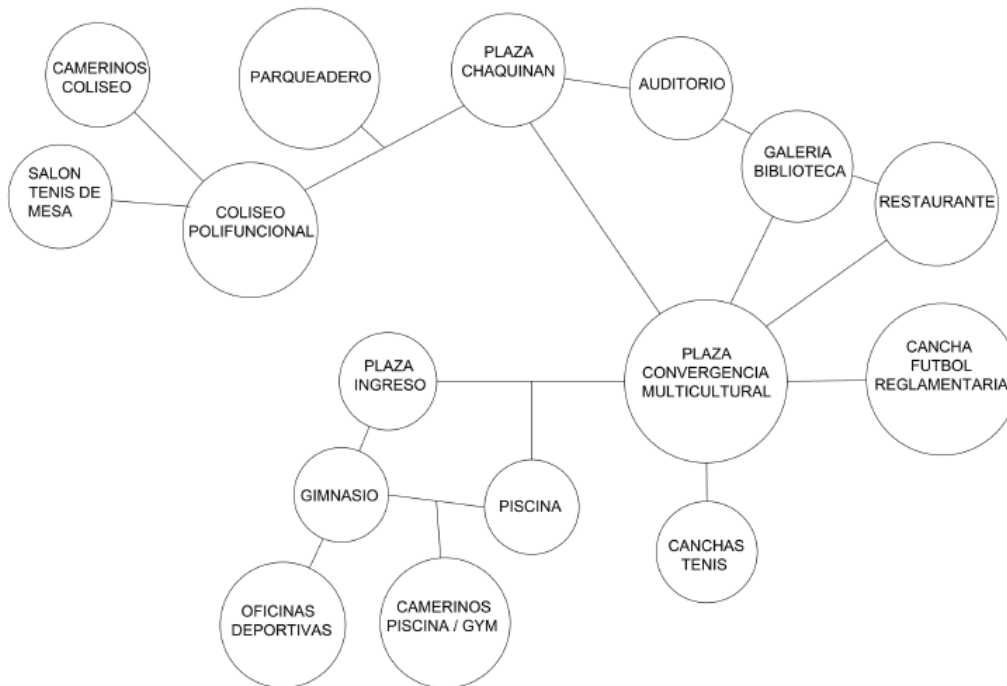 CAMERINOS
COLISEO
PARQUEADERO
PLAZA
CHAQUINAN
AUDITORIO
GALERIA
BIBLIOTECA
RESTAURANTE
SALON
TENIS DE
MESA
COLISEO
POLIFUNCIONAL
PLAZA
INGRESO
PLAZA
CONVERGENCIA
MULTICULTURAL
CANCHA
FUTBOL
REGLAMENTARIA
GIMNASIO
PISCINA
CANCHAS
TENIS
OFICINAS
DEPORTIVAS
CAMERINOS
PISCINA / GYM